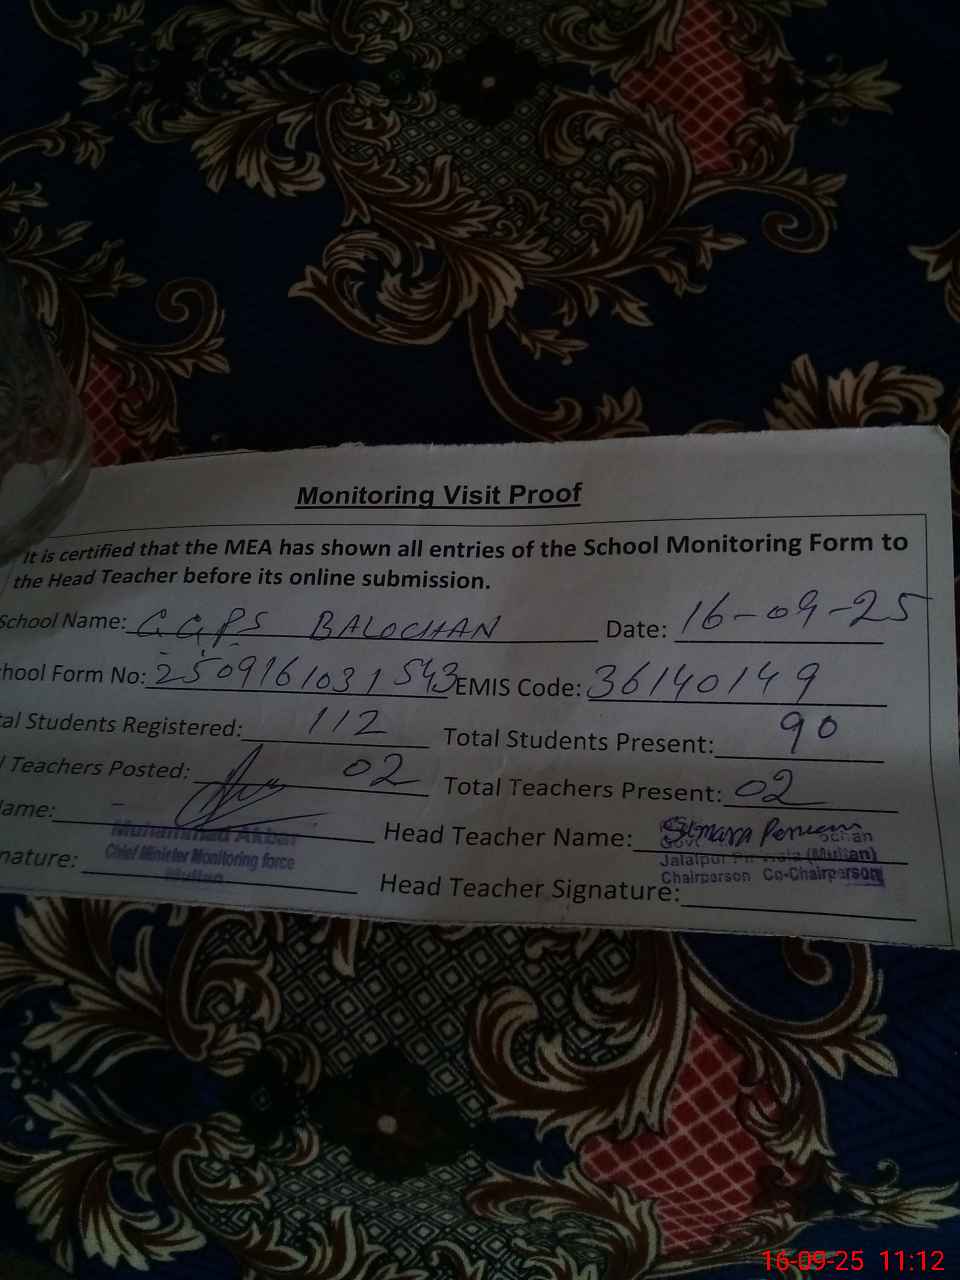 Monitoring Visit Proof
It is certified that the MEA has shown all entries of the School Monitoring Form to
the Head Teacher before its online submission.
School Name: G.G.P.S BALOCHAN Date: 16-09-25
hool Form No: 2509161031543 EMIS Code: 36140149
al Students Registered: 112 Total Students Present: 90
l Teachers Posted: 02 Total Teachers Present: 02
ame: Head Teacher Name:
Muhammad Akbar
Chief Minister Monitoring force
Multan
Jalalpur (Multan)
Chairperson Co-Chairperson
nature: Head Teacher Signature:
16-09-25 11:12